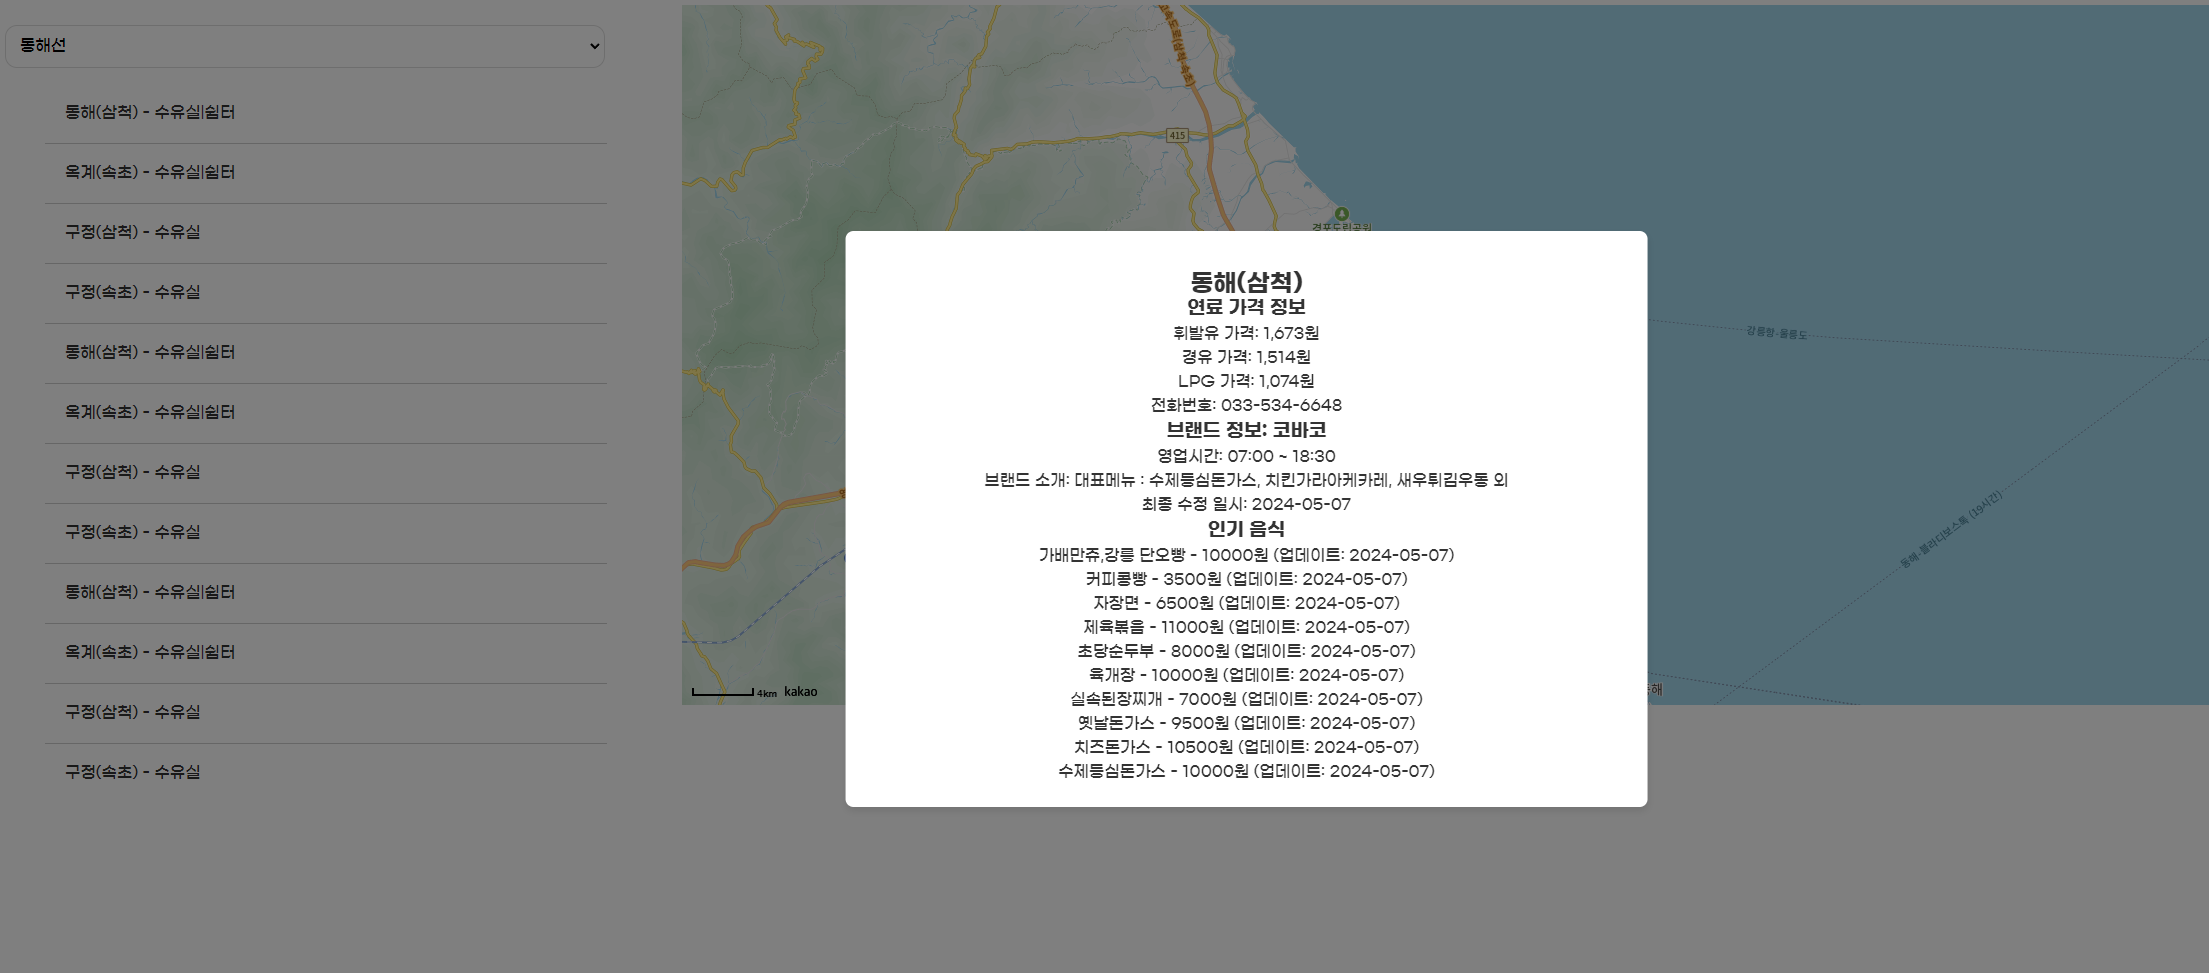 동해선
동해(삼척) - 수유실|쉼터
옥계(속초) - 수유실|쉼터
구정(삼척) - 수유실
구정(속초) - 수유실
동해(삼척) - 수유실|쉼터
옥계(속초) - 수유실|쉼터
구정(삼척) - 수유실
구정(속초) - 수유실
동해(삼척) - 수유실|쉼터
옥계(속초) - 수유실|쉼터
구정(삼척) - 수유실
구정(속초) - 수유실
속도로(삼척-속초)
415
경포도립공원
강릉항-울릉도
동해-블라디보스톡 (19시간)
4km kakao
동해(삼척)
연료 가격 정보
휘발유 가격: 1,673원
경유 가격: 1,514원
LPG 가격: 1,074원
전화번호: 033-534-6648
브랜드 정보: 코바코
영업시간: 07:00 ~ 18:30
브랜드 소개: 대표메뉴 : 수제등심돈가스, 치킨가라아케카레, 새우튀김우동 외
최종 수정 일시: 2024-05-07
인기 음식
가배만쥬,강릉 단오빵 - 10000원 (업데이트: 2024-05-07)
커피콩빵 - 3500원 (업데이트: 2024-05-07)
자장면 - 6500원 (업데이트: 2024-05-07)
제육볶음 - 11000원 (업데이트: 2024-05-07)
초당순두부 - 8000원 (업데이트: 2024-05-07)
육개장 - 10000원 (업데이트: 2024-05-07)
실속된장찌개 - 7000원 (업데이트: 2024-05-07)
옛날돈가스 - 9500원 (업데이트: 2024-05-07)
치즈돈가스 - 10500원 (업데이트: 2024-05-07)
수제등심돈가스 - 10000원 (업데이트: 2024-05-07)